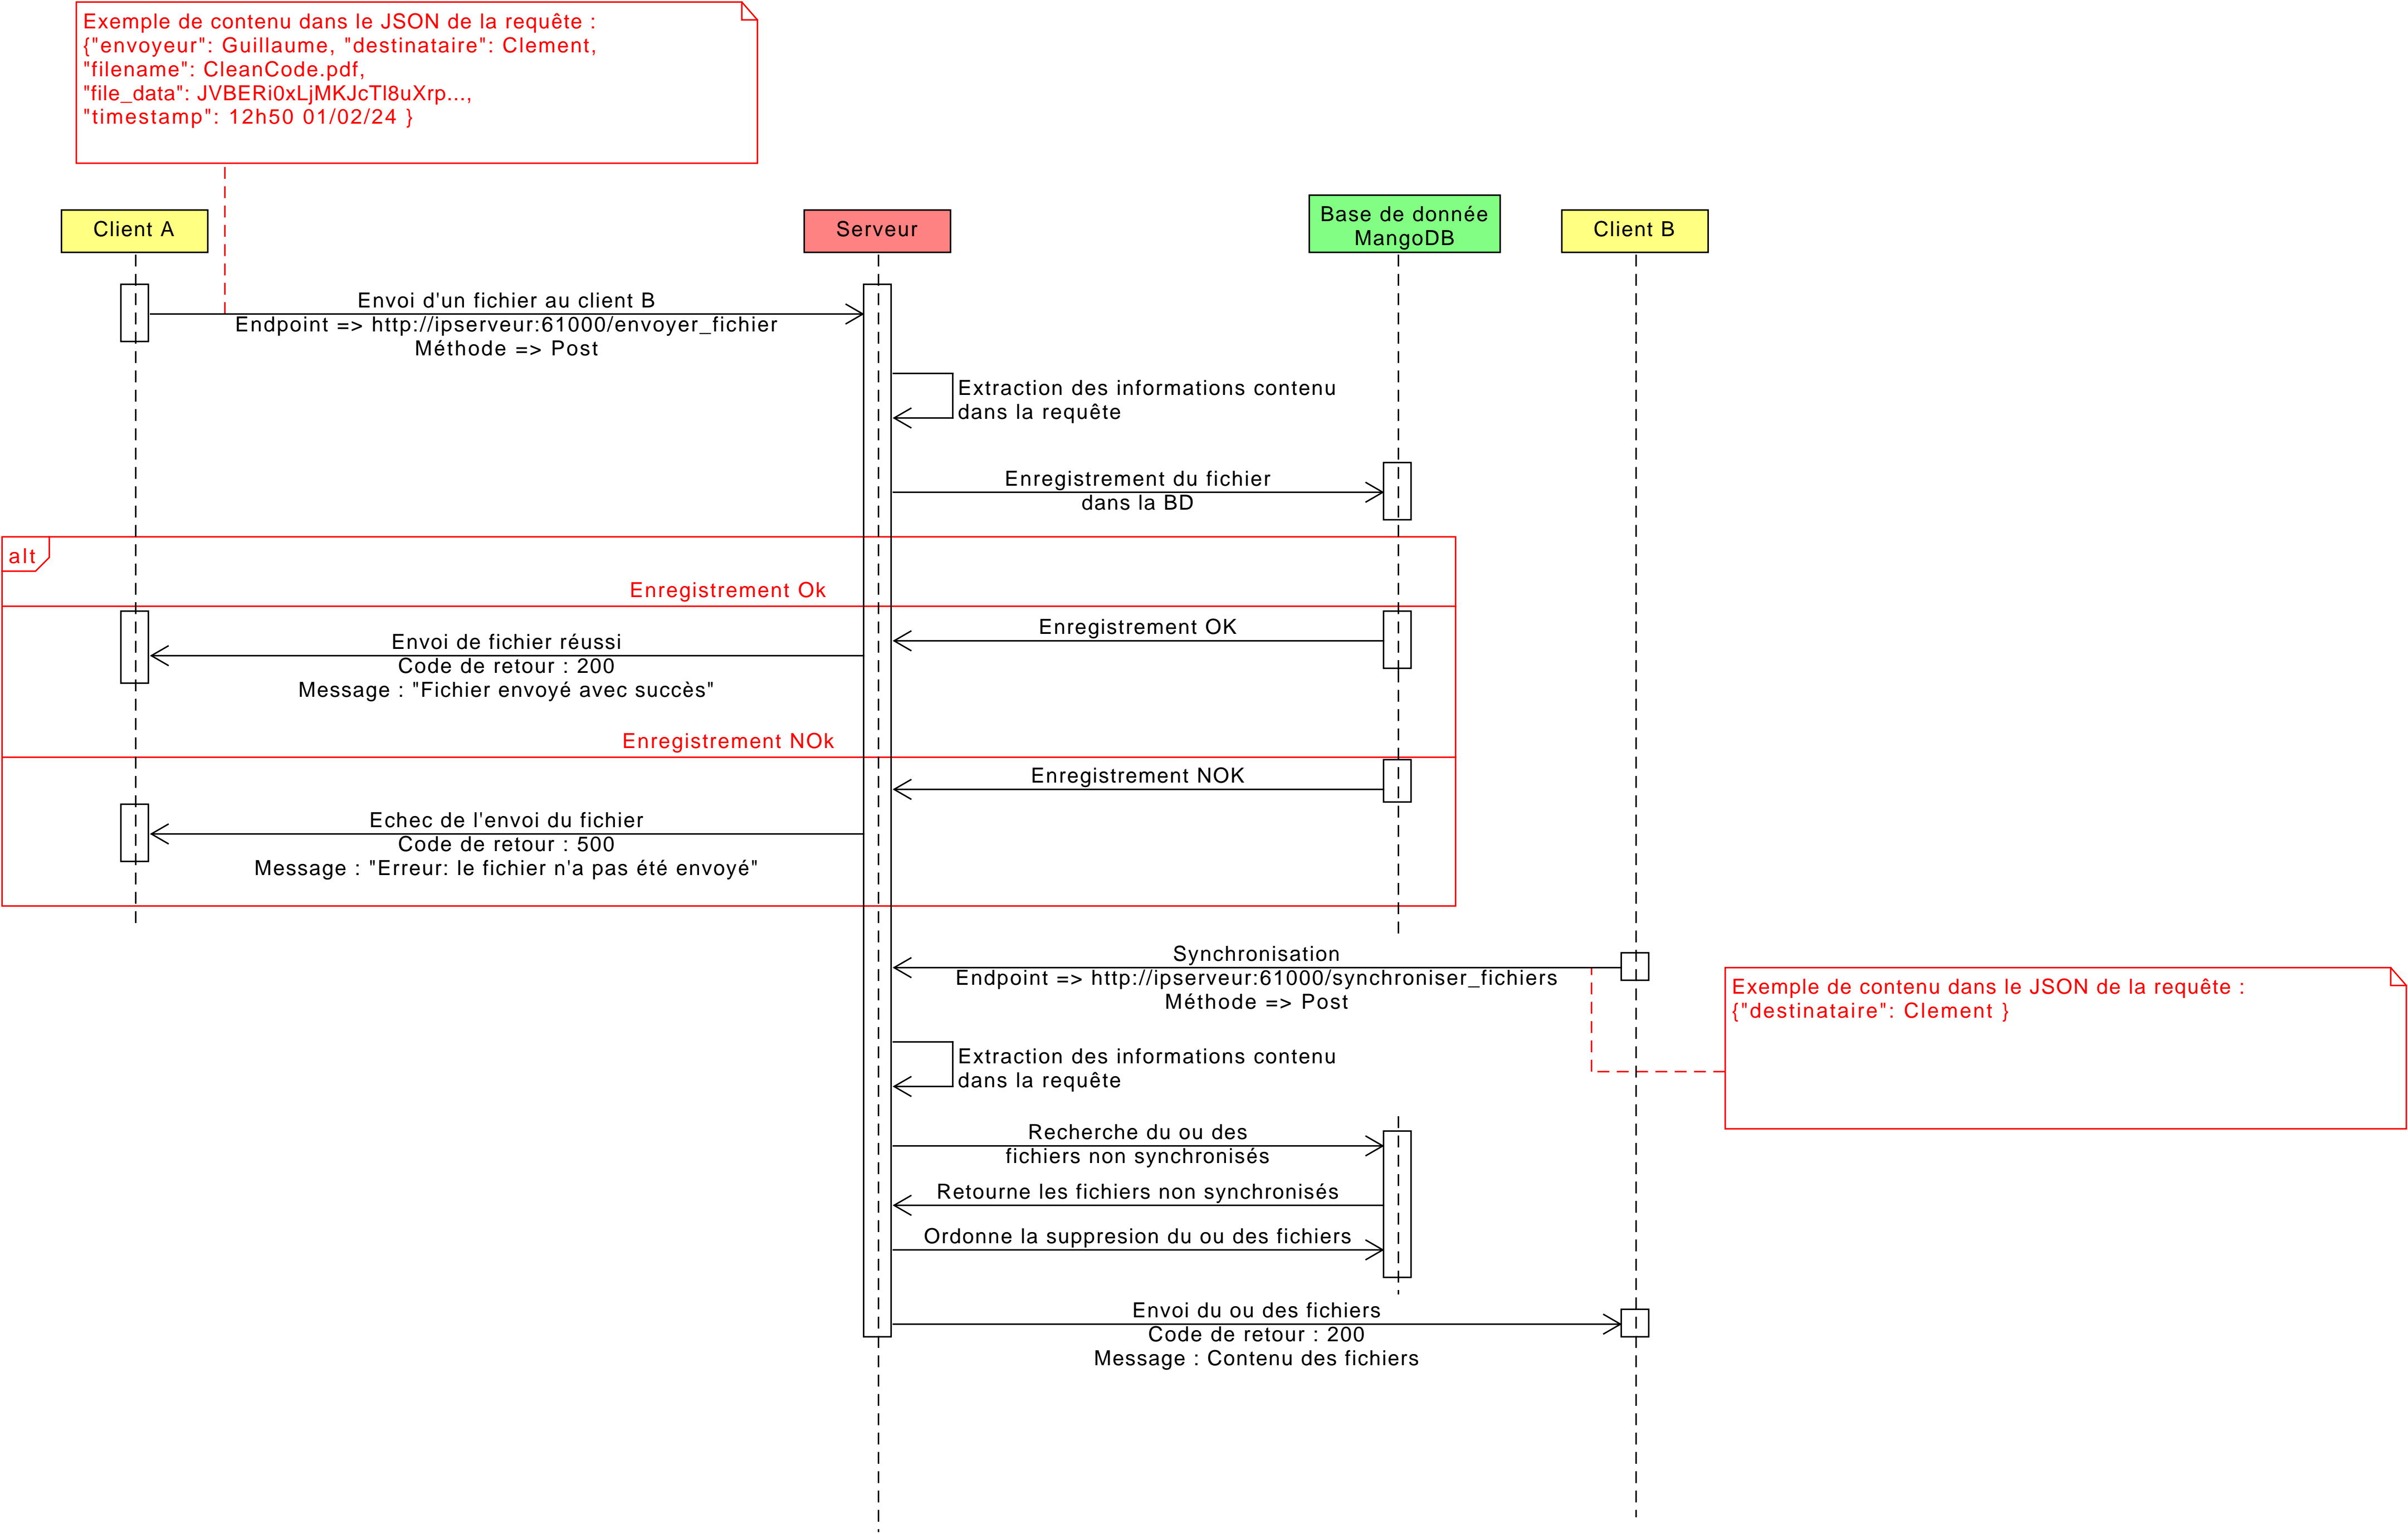 Exemple de contenu dans le JSON de la requête :
{"envoyeur": Guillaume, "destinataire": Clement,
"filename": CleanCode.pdf,
"file_data": JVBERi0xLjMKJcTl8uXrp...,
"timestamp": 12h50 01/02/24 }
Client A
Serveur
Base de donnée
MangoDB
Client B
Envoi d'un fichier au client B
Endpoint => http://ipserveur:61000/envoyer_fichier
Méthode => Post
Extraction des informations contenu
dans la requête
Enregistrement du fichier
dans la BD
alt
Enregistrement Ok
Enregistrement OK
Envoi de fichier réussi
Code de retour : 200
Message : "Fichier envoyé avec succès"
Enregistrement NOk
Enregistrement NOK
Echec de l'envoi du fichier
Code de retour : 500
Message : "Erreur: le fichier n'a pas été envoyé"
Synchronisation
Endpoint => http://ipserveur:61000/synchroniser_fichiers
Méthode => Post
Exemple de contenu dans le JSON de la requête :
{"destinataire": Clement }
Extraction des informations contenu
dans la requête
Recherche du ou des
fichiers non synchronisés
Retourne les fichiers non synchronisés
Ordonne la suppresion du ou des fichiers
Envoi du ou des fichiers
Code de retour : 200
Message : Contenu des fichiers